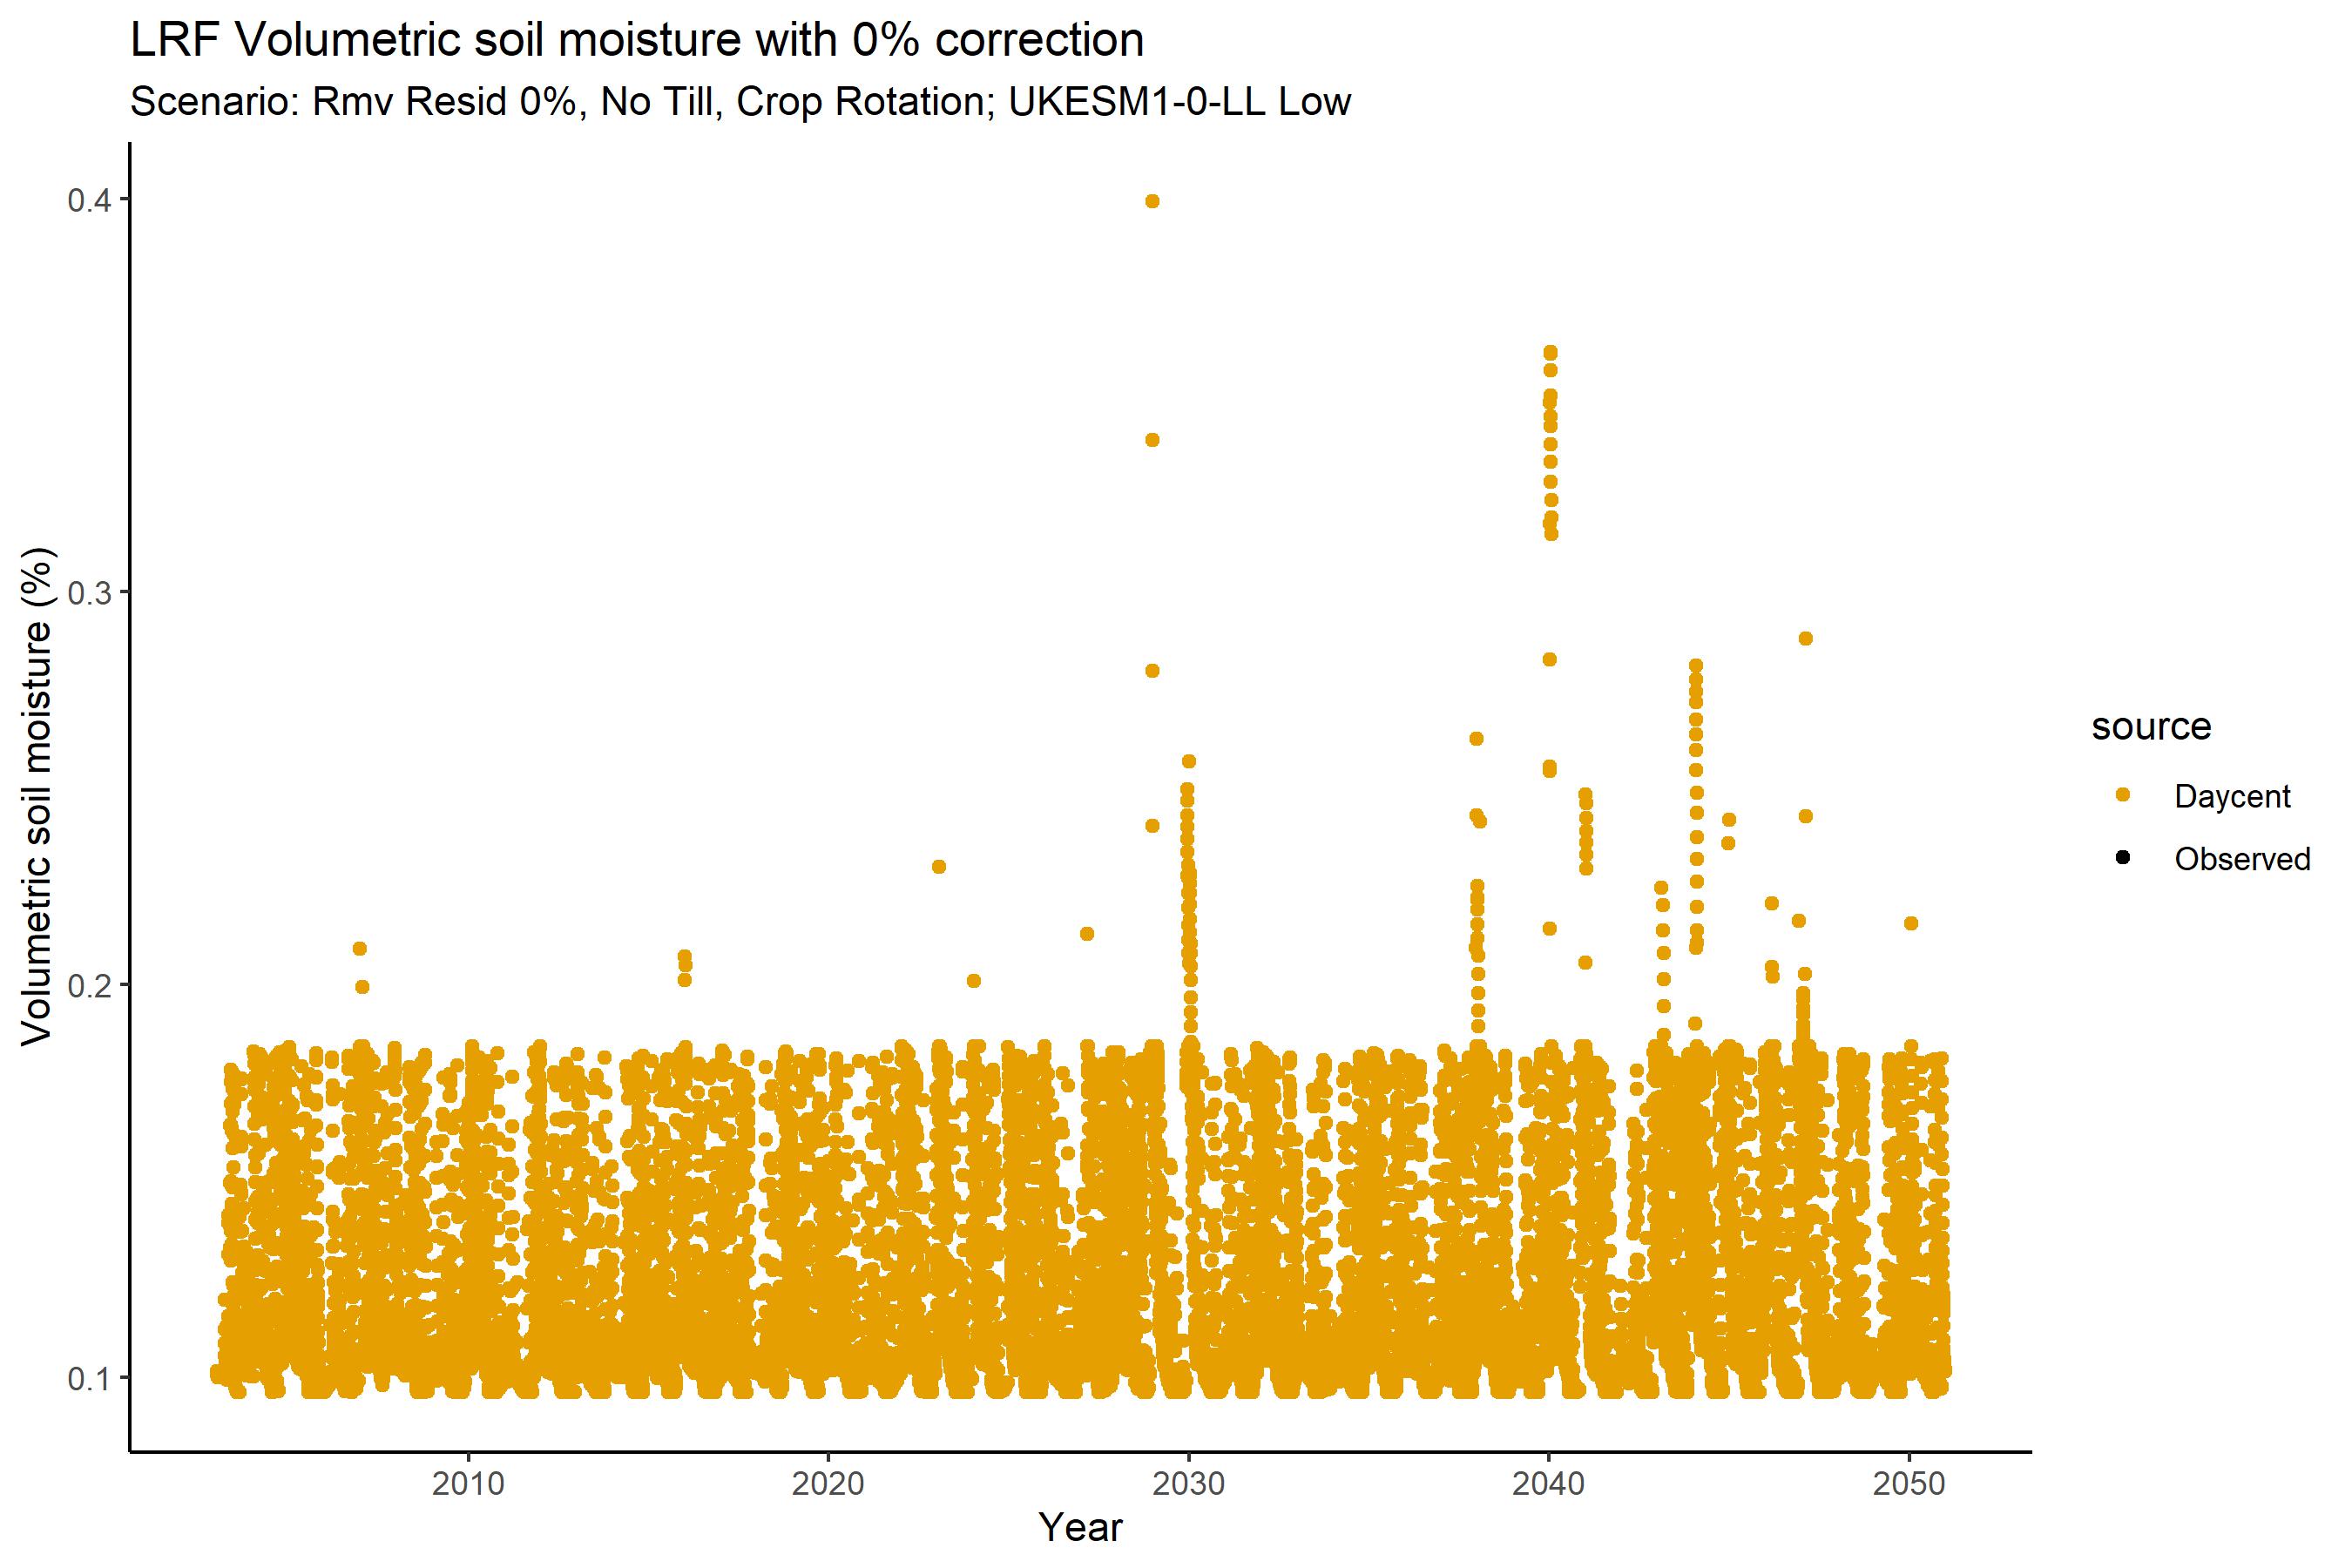 LRF Volumetric soil moisture with 0% correction
Scenario: Rmv Resid 0%, No Till, Crop Rotation; UKESM1-0-LL Low
Volumetric soil moisture (%)
0.4
0.3
0.2
0.1
2010
2020
2030
2040
2050
Year
source
Daycent
Observed